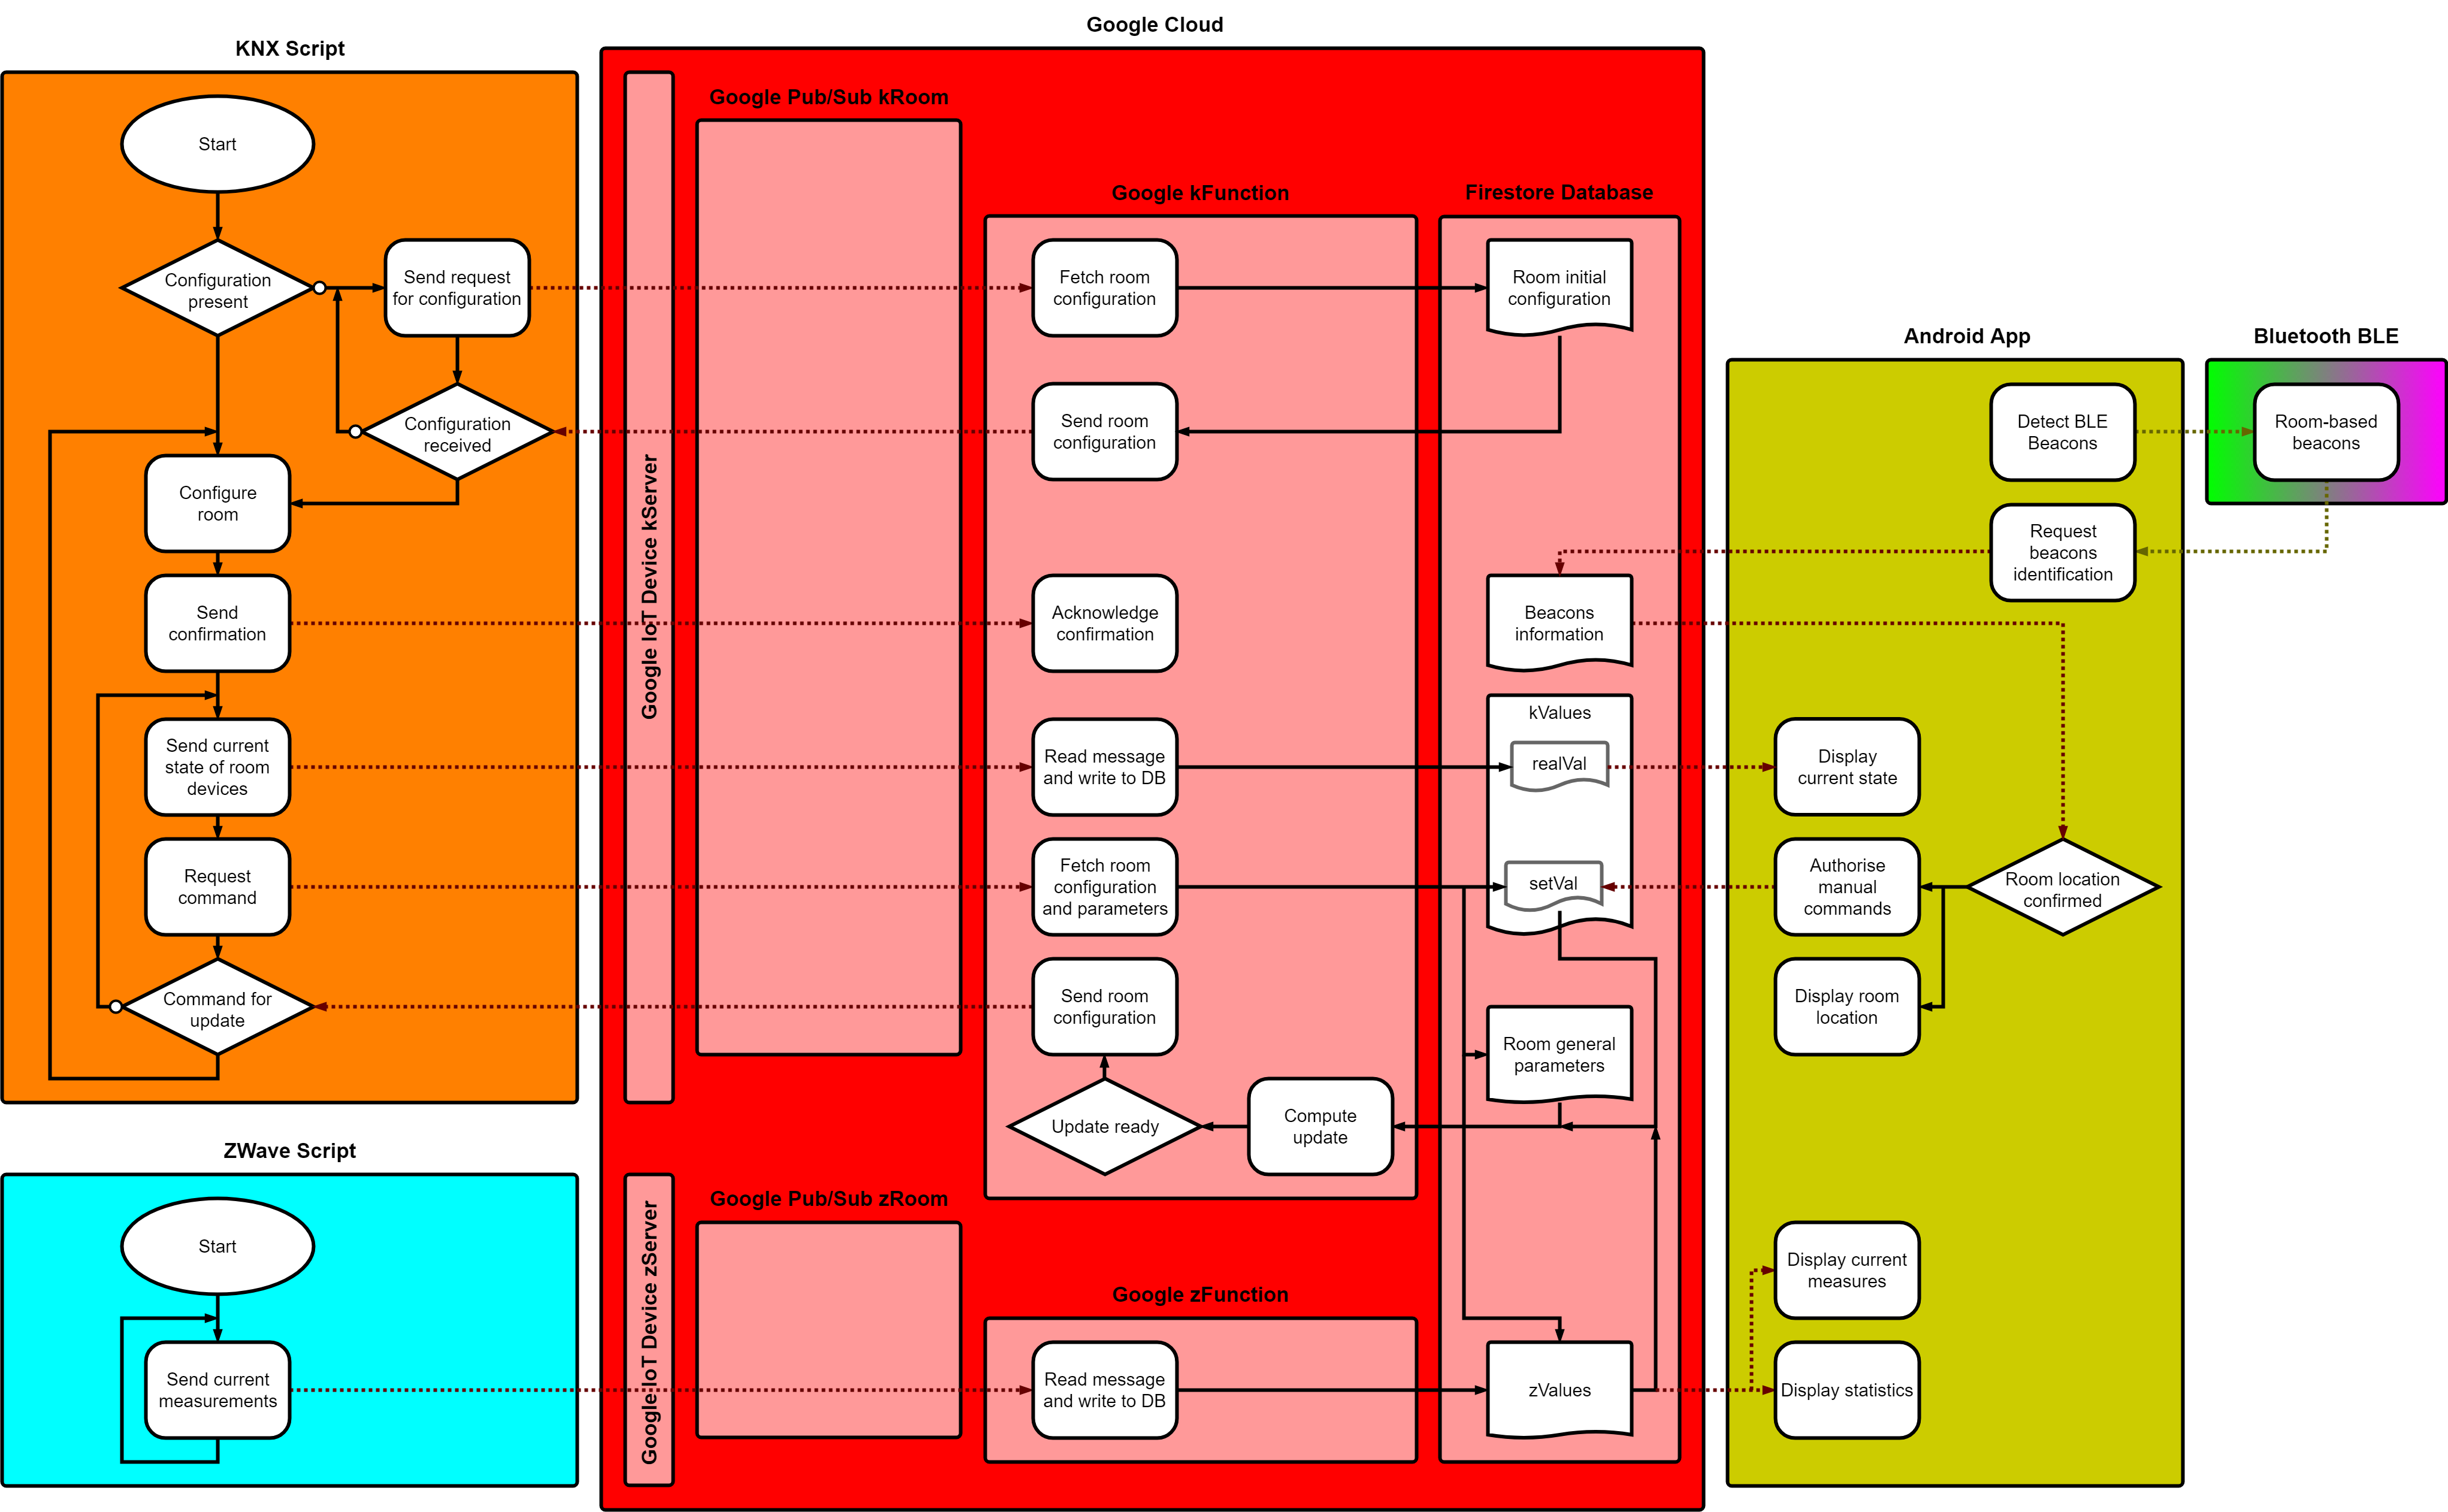 Google Cloud
KNX Script
Google Pub/Sub kRoom
Start
Google kFunction
Firestore Database
Configuration
present
Send request
for configuration
Fetch room
configuration
Room initial
configuration
Android App
Bluetooth BLE
Configuration
received
Send room
configuration
Detect BLE
Beacons
Room-based
beacons
Configure
room
Google IoT Device kServer
Request
beacons
identification
Send
confirmation
Acknowledge
confirmation
Beacons
information
kValues
Send current
state of room
devices
Read message
and write to DB
realVal
Display
current state
Request
command
Fetch room
configuration
and parameters
setVal
Authorise
manual
commands
Room location
confirmed
Command for
update
Send room
configuration
Display room
location
Room general
parameters
Update ready
Compute
update
ZWave Script
Google Pub/Sub zRoom
Start
Google IoT Device zServer
Display current
measures
Google zFunction
Send current
measurements
Read message
and write to DB
zValues
Display statistics